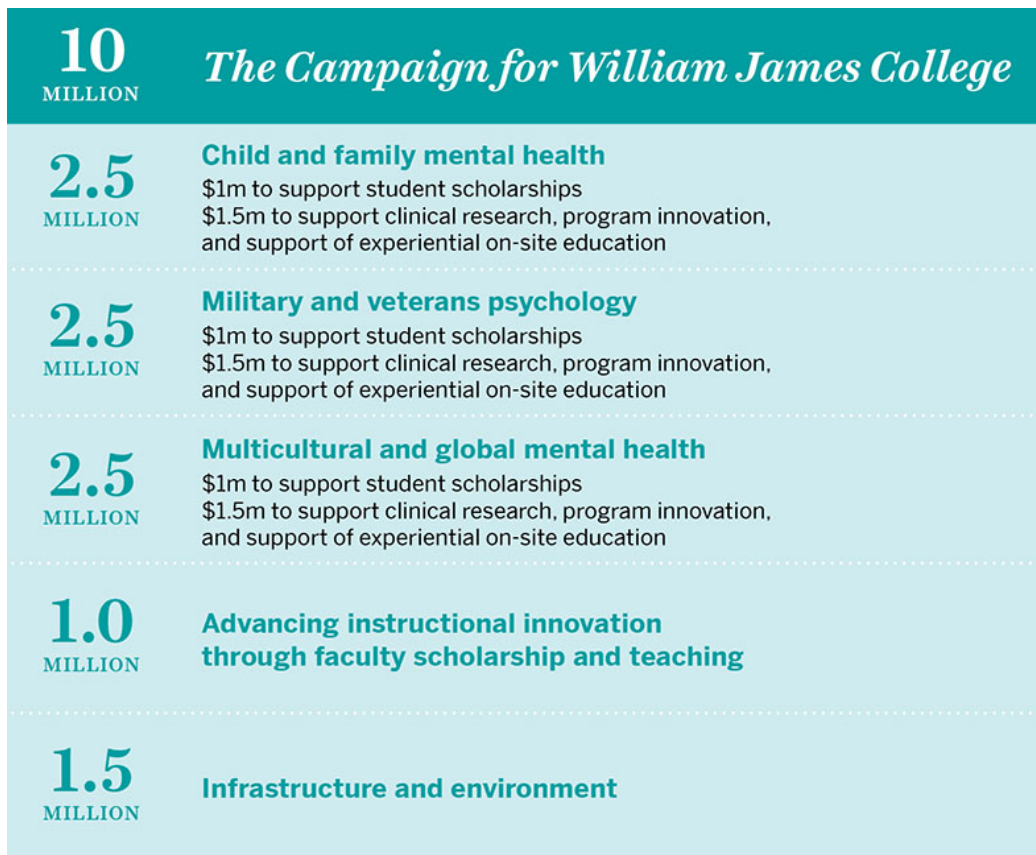 10
MILLION
The Campaign for William James College
2.5
MILLION
Child and family mental health
$1m to support student scholarships
$1.5m to support clinical research, program innovation,
and support of experiential on-site education
2.5
MILLION
Military and veterans psychology
$1m to support student scholarships
$1.5m to support clinical research, program innovation,
and support of experiential on-site education
2.5
MILLION
Multicultural and global mental health
$1m to support student scholarships
$1.5m to support clinical research, program innovation,
and support of experiential on-site education
1.0
MILLION
Advancing instructional innovation
through faculty scholarship and teaching
1.5
MILLION
Infrastructure and environment